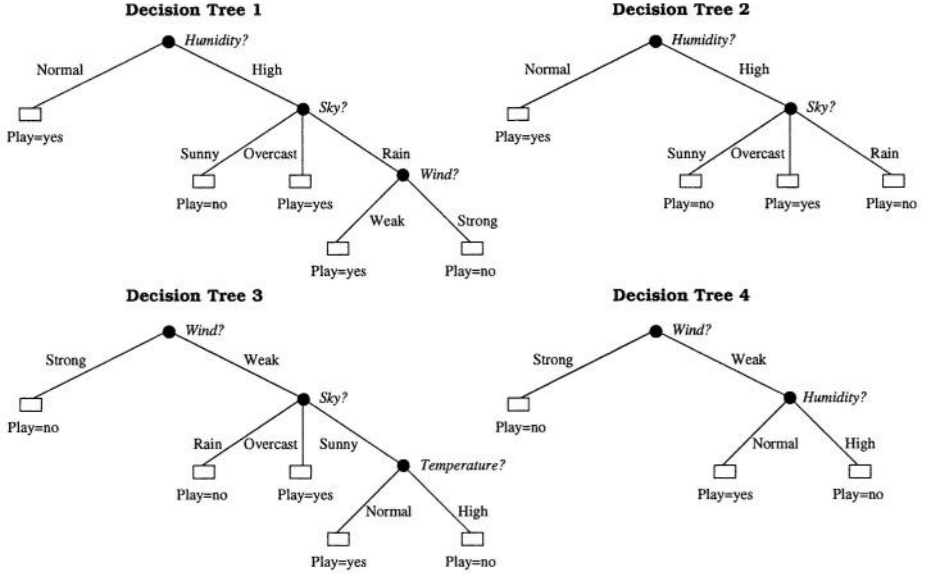 Decision Tree 1
Humidity?
Normal
High
Play=yes
Sky?
Sunny
Overcast
Rain
Play=no
Play=yes
Wind?
Weak
Strong
Play=yes
Play=no
Decision Tree 2
Humidity?
Normal
High
Play=yes
Sky?
Sunny
Overcast
Rain
Play=no
Play=yes
Play=no
Decision Tree 3
Wind?
Strong
Weak
Play=no
Sky?
Rain
Overcast
Sunny
Play=no
Play=yes
Temperature?
Normal
High
Play=yes
Play=no
Decision Tree 4
Wind?
Strong
Weak
Play=no
Humidity?
Normal
High
Play=yes
Play=no